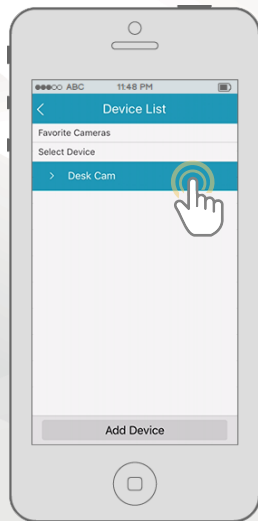 ABC 11:48 PM
Device List
Favorite Cameras
Select Device
> Desk Cam
Add Device